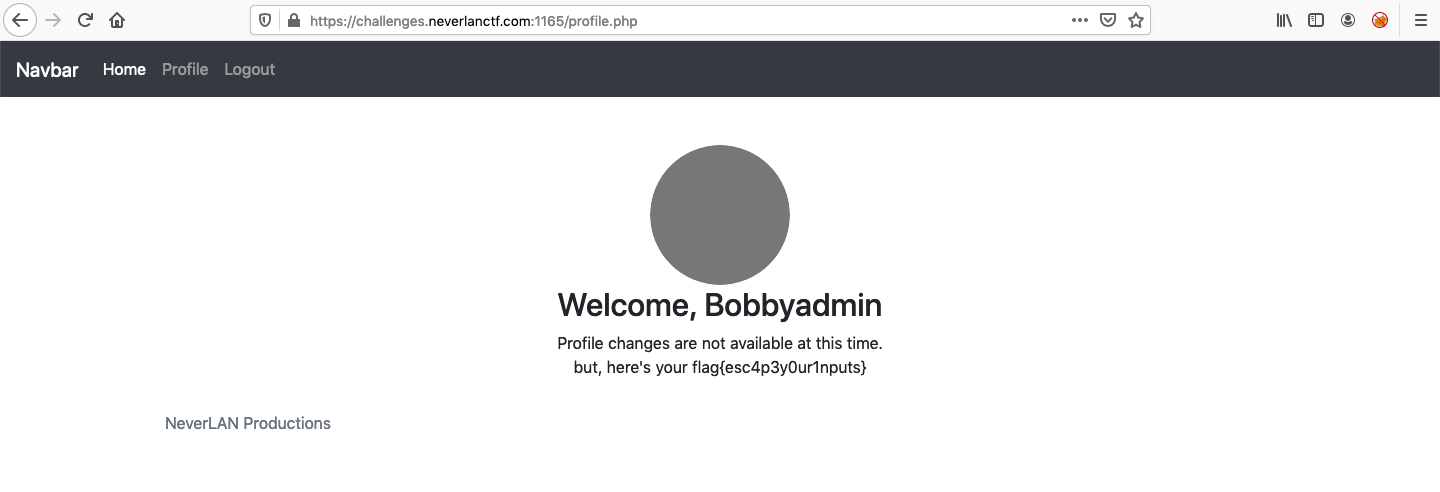 https://challenges.neverlanctf.com:1165/profile.php
Navbar Home Profile Logout
Welcome, Bobbyadmin
Profile changes are not available at this time.
but, here's your flag{esc4p3y0ur1nputs}
NeverLAN Productions